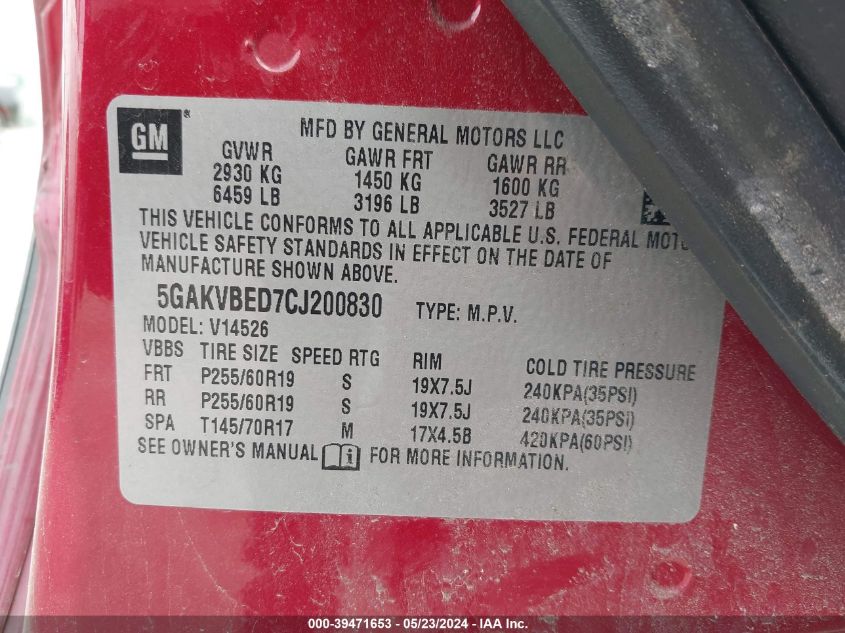 GM®
MFD BY GENERAL MOTORS LLC
GVWR GAWR FRT GAWR RR
2930 KG 1450 KG 1600 KG
6459 LB 3196 LB 3527 LB
THIS VEHICLE CONFORMS TO ALL APPLICABLE U.S. FEDERAL MOTO
VEHICLE SAFETY STANDARDS IN EFFECT ON THE DATE OF
MANUFACTURE SHOWN ABOVE.
5GAKVBED7CJ200830 TYPE: M.P.V.
MODEL: V14526
VBBS TIRE SIZE SPEED RTG RIM COLD TIRE PRESSURE
FRT P255/60R19 S 19X7.5J 240KPA(35PSI)
RR P255/60R19 S 19X7.5J 240KPA(35PSI)
SPA T145/70R17 M 17X4.5B 420KPA(60PSI)
SEE OWNER'S MANUAL FOR MORE INFORMATION.
000-39471653 - 05/23/2024 - IAA Inc.